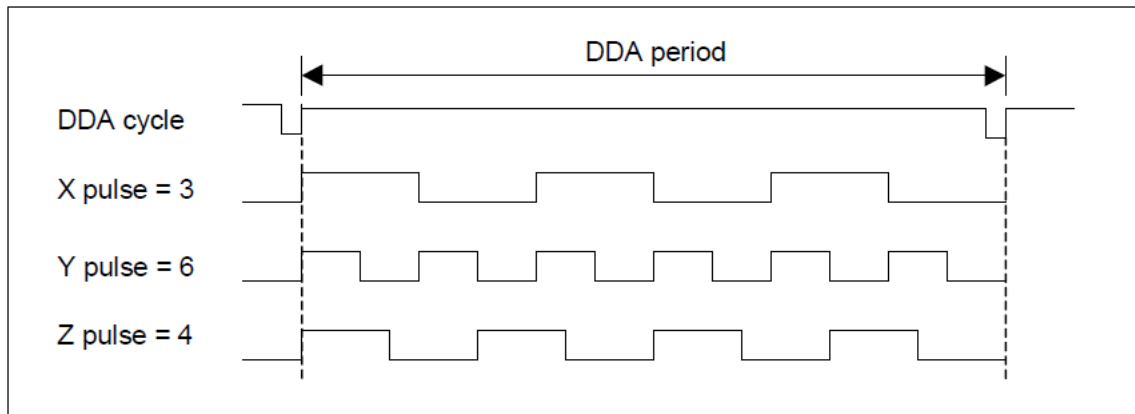 DDA period
DDA cycle
X pulse = 3
Y pulse = 6
Z pulse = 4